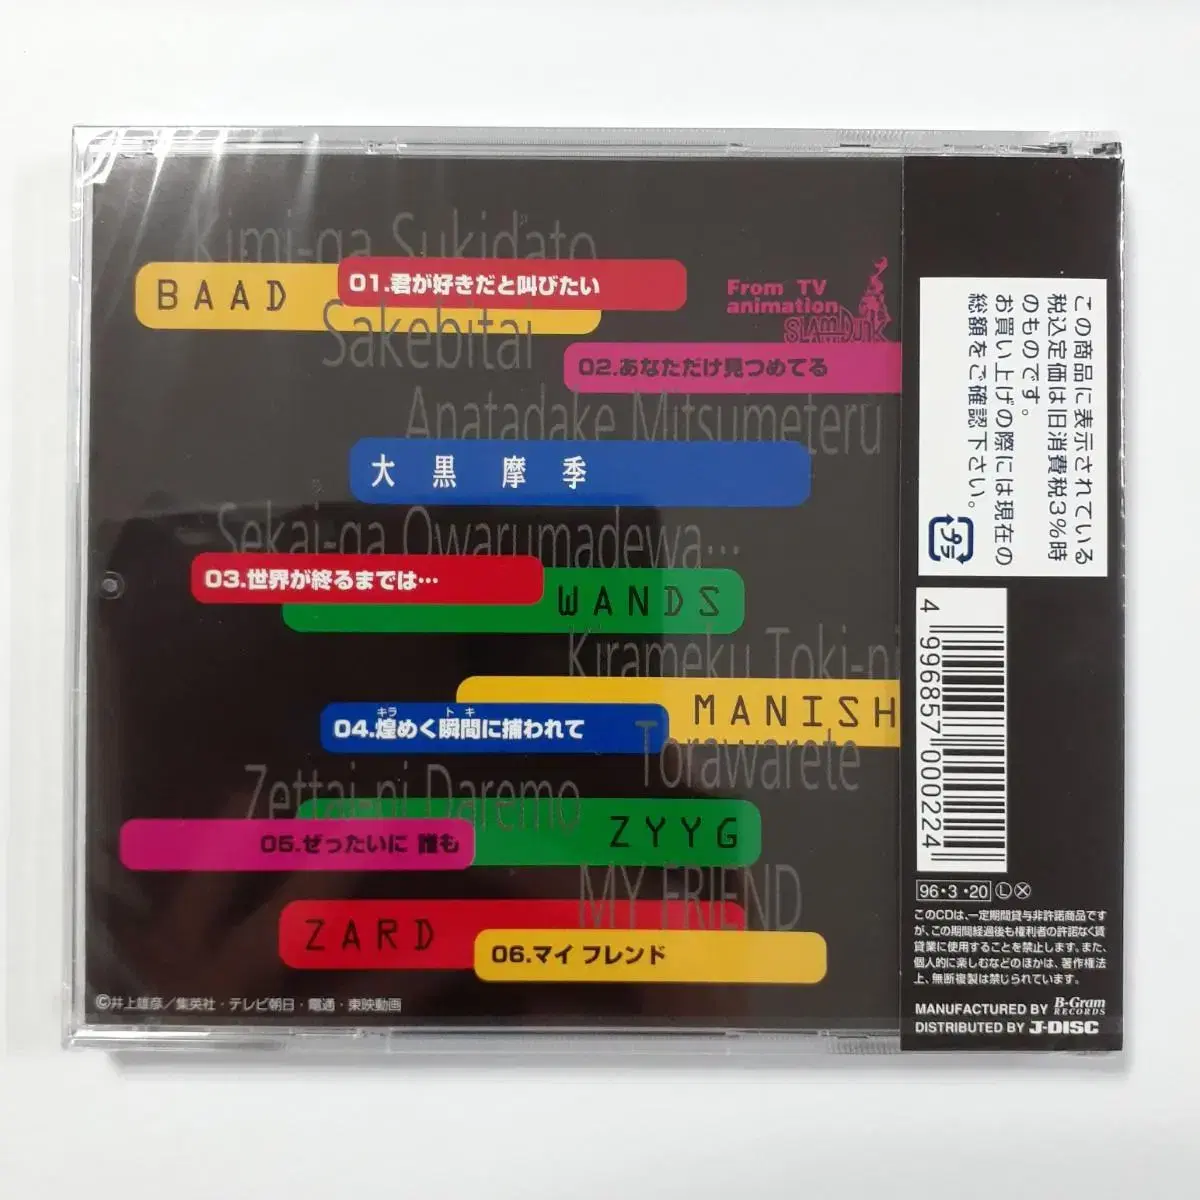 Kimi-ga Sukidato
BAAD
01.君が好きだと叫びたい
Sakebitai
From TV
animation
SLAMDUNK
02.あなただけ見つめてる
Anatadake Mitsumeteru
大黒摩季
Sekai-ga Owarumadewa…
03.世界が終るまでは…
WANDS
Kirameku Toki-ni
MANISH
キラ トキ
04.煌めく瞬間に捕われて
Torawarete
Zettai-ni Daremo
ZYYG
05.ぜったいに 誰も
MY FRIEND
ZARD
06.マイ フレンド
©井上雄彦／集英社・テレビ朝日・電通・東映動画
この商品に表示されている
税込定価は旧消費税3%時
のものです。
お買い上げの際には現在の
総額をご確認下さい。
プラ
4 996857 000224
96・3・20 Ⓛ Ⓧ
このCDは、一定期間貸与非許諾商品です
が、この期間経過後も権利者の許諾なく賃
貸業に使用することを禁止します。また、
個人的に楽しむなどのほかは、著作権法
上、無断複製は禁じられています。
MANUFACTURED BY B-Gram RECORDS
DISTRIBUTED BY J-DISC